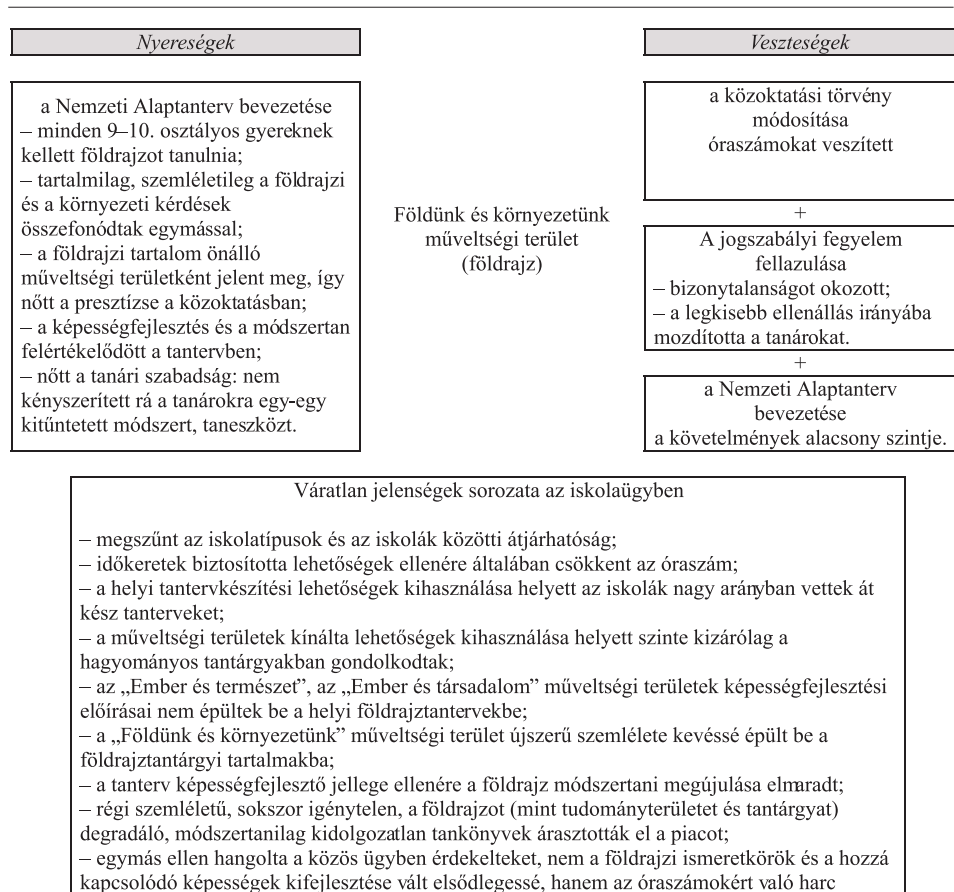 Nyereségek
a Nemzeti Alaptanterv bevezetése
– minden 9–10. osztályos gyereknek
kellett földrajzot tanulnia;
– tartalmilag, szemléletileg a földrajzi
és a környezeti kérdések
összefonódtak egymással;
– a földrajzi tartalom önálló
műveltségi területként jelent meg, így
nőtt a presztízse a közoktatásban;
– a képességfejlesztés és a módszertan
felértékelődött a tantervben;
– nőtt a tanári szabadság: nem
kényszerített rá a tanárokra egy-egy
kitűntetett módszert, taneszközt.
Földünk és környezetünk
műveltségi terület
(földrajz)
Veszteségek
a közoktatási törvény
módosítása
óraszámokat veszített
+
A jogszabályi fegyelem
fellazulása
– bizonytalanságot okozott;
– a legkisebb ellenállás irányába
mozdította a tanárokat.
+
a Nemzeti Alaptanterv
bevezetése
a követelmények alacsony szintje.
Váratlan jelenségek sorozata az iskolaügyben
– megszűnt az iskolatípusok és az iskolák közötti átjárhatóság;
– időkeretek biztosította lehetőségek ellenére általában csökkent az óraszám;
– a helyi tantervkészítési lehetőségek kihasználása helyett az iskolák nagy arányban vettek át
kész tanterveket;
– a műveltségi területek kínálta lehetőségek kihasználása helyett szinte kizárólag a
hagyományos tantárgyakban gondolkodtak;
– az „Ember és természet”, az „Ember és társadalom” műveltségi területek képességfejlesztési
előírásai nem épültek be a helyi földrajztantervekbe;
– a „Földünk és környezetünk” műveltségi terület újszerű szemlélete kevéssé épült be a
földrajztantárgyi tartalmakba;
– a tanterv képességfejlesztő jellege ellenére a földrajz módszertani megújulása elmaradt;
– régi szemléletű, sokszor igénytelen, a földrajzot (mint tudományterületet és tantárgyat)
degradáló, módszertanilag kidolgozatlan tankönyvek árasztották el a piacot;
– egymás ellen hangolta a közös ügyben érdekelteket, nem a földrajzi ismeretkörök és a hozzá
kapcsolódó képességek kifejlesztése vált elsődlegessé, hanem az óraszámokért való harc